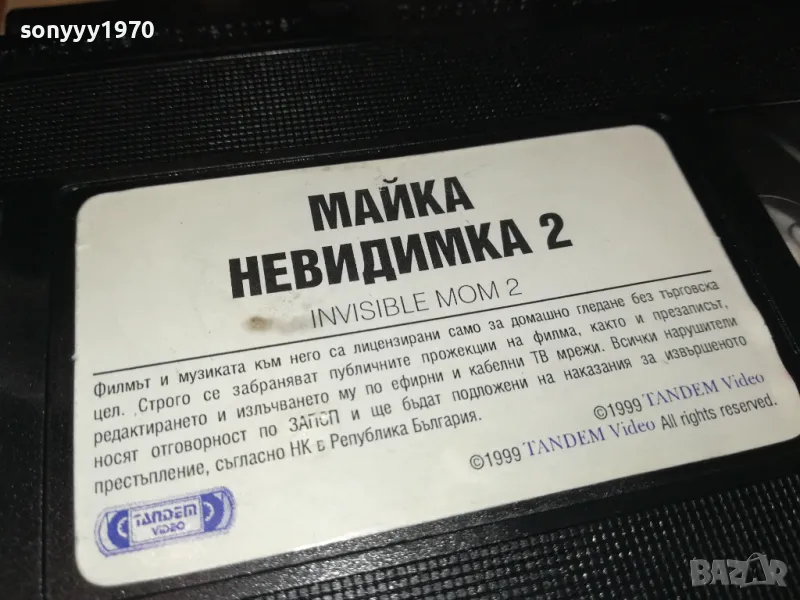 sonyyy1970
МАЙКА
НЕВИДИМКА 2
INVISIBLE MOM 2
Филмът и музиката към него са лицензирани само за домашно гледане без търговска
цел. Строго се забраняват публичните прожекции на филма, както и презаписът,
редактирането и излъчването му по ефирни и кабелни ТВ мрежи. Всички нарушители
носят отговорност по ЗАПСП и ще бъдат подложени на наказания за извършеното
престъпление, съгласно НК в Република България.
©1999 TANDEM Video
©1999 TANDEM Video All rights reserved.
TANDEM
VIDEO
BAZAR